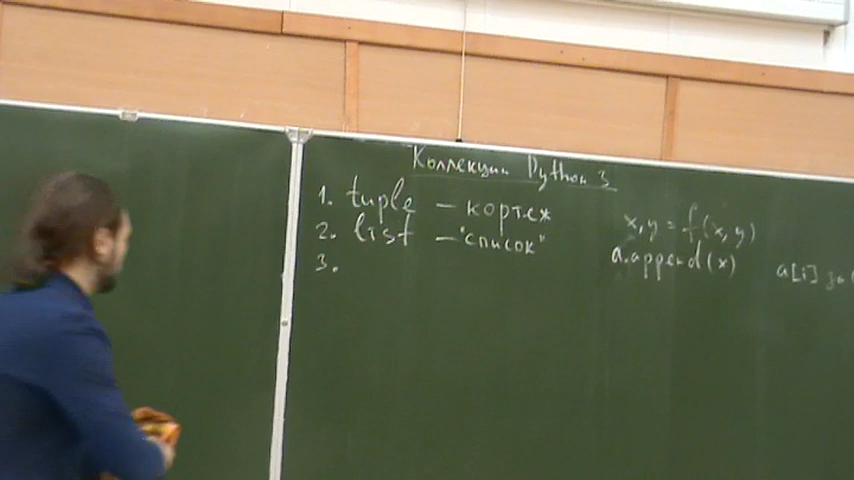 Коллекции Python 3
1. tuple – кортеж x,y = f(x,y)
2. list – "список" a.append(x) a[i]
3.